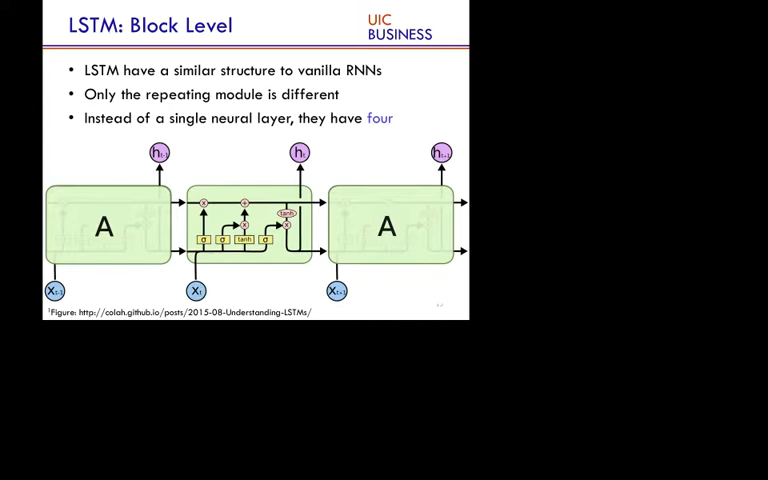 LSTM: Block Level
UIC
BUSINESS
• LSTM have a similar structure to vanilla RNNs
• Only the repeating module is different
• Instead of a single neural layer, they have four
ht-1 ht ht+1
A A
x + tanh
x x
σ σ tanh σ
Xt-1 Xt Xt+1
1Figure: http://colah.github.io/posts/2015-08-Understanding-LSTMs/